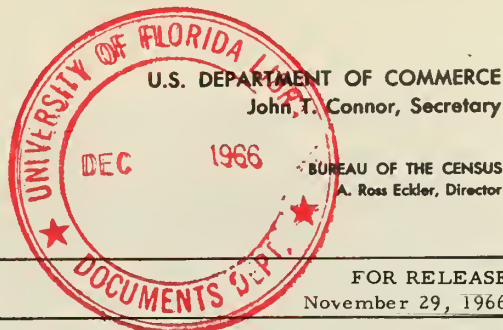 UNIVERSITY OF FLORIDA LIBR.
DEC 1966
DOCUMENTS DEPT.
U.S. DEPARTMENT OF COMMERCE
John T. Connor, Secretary
BUREAU OF THE CENSUS
A. Ross Eckler, Director
FOR RELEASE
November 29, 1966